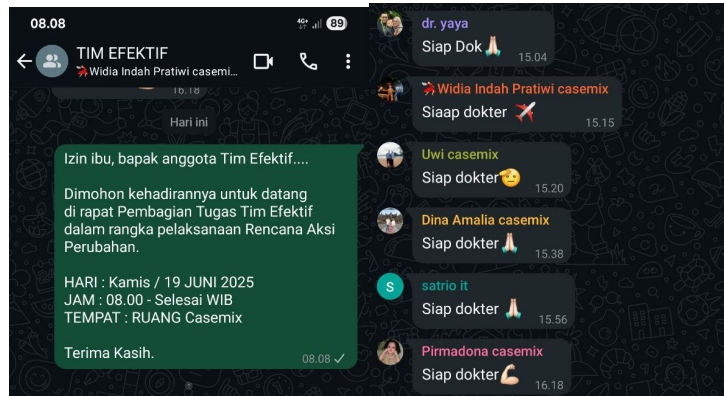 08.08
4G+
89
TIM EFEKTIF
Widia Indah Pratiwi casemi...
16.18
Hari ini
Izin ibu, bapak anggota Tim Efektif....
Dimohon kehadirannya untuk datang
di rapat Pembagian Tugas Tim Efektif
dalam rangka pelaksanaan Rencana Aksi
Perubahan.
HARI : Kamis / 19 JUNI 2025
JAM : 08.00 - Selesai WIB
TEMPAT : RUANG Casemix
Terima Kasih.
08.08
dr. yaya
Siap Dok🙏🏻
15.04
Widia Indah Pratiwi casemix
Siaap dokter
15.15
Uwi casemix
Siap dokter🫡
15.20
Dina Amalia casemix
Siap dokter🙏🏻
15.38
S
satrio it
Siap dokter 🙏🏻
15.56
Pirmadona casemix
Siap dokter💪🏻
16.18